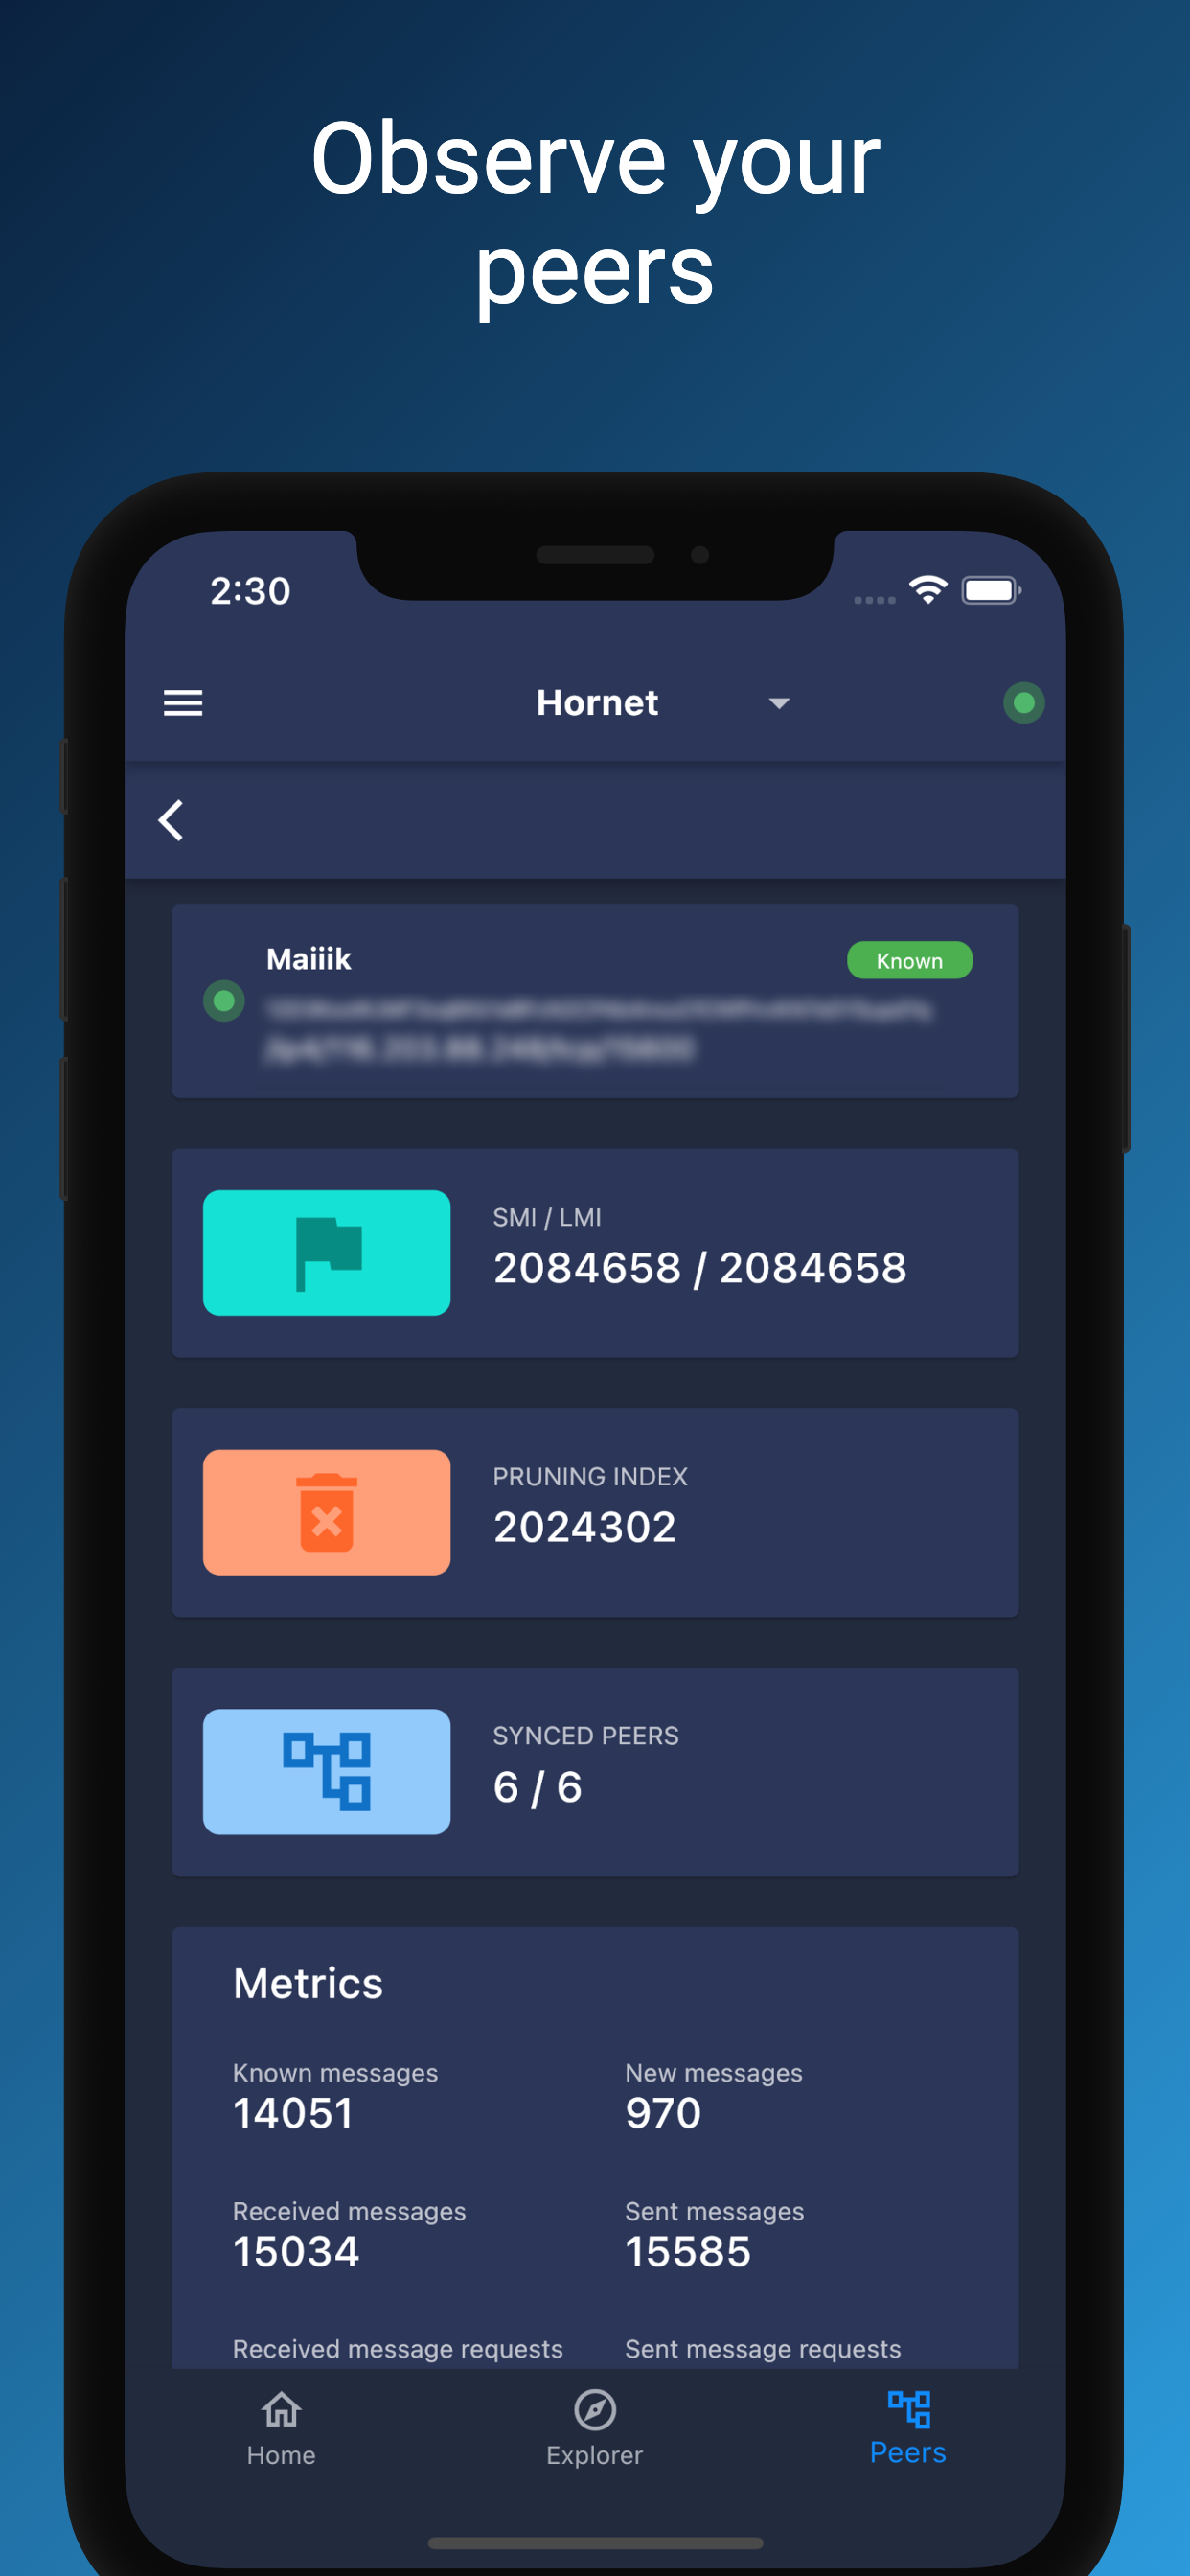 Observe your
peers
2:30
Hornet
Maiiik
Known
SMI / LMI
2084658 / 2084658
PRUNING INDEX
2024302
SYNCED PEERS
6 / 6
Metrics
Known messages
New messages
14051
970
Received messages
Sent messages
15034
15585
Received message requests
Sent message requests
Home
Explorer
Peers